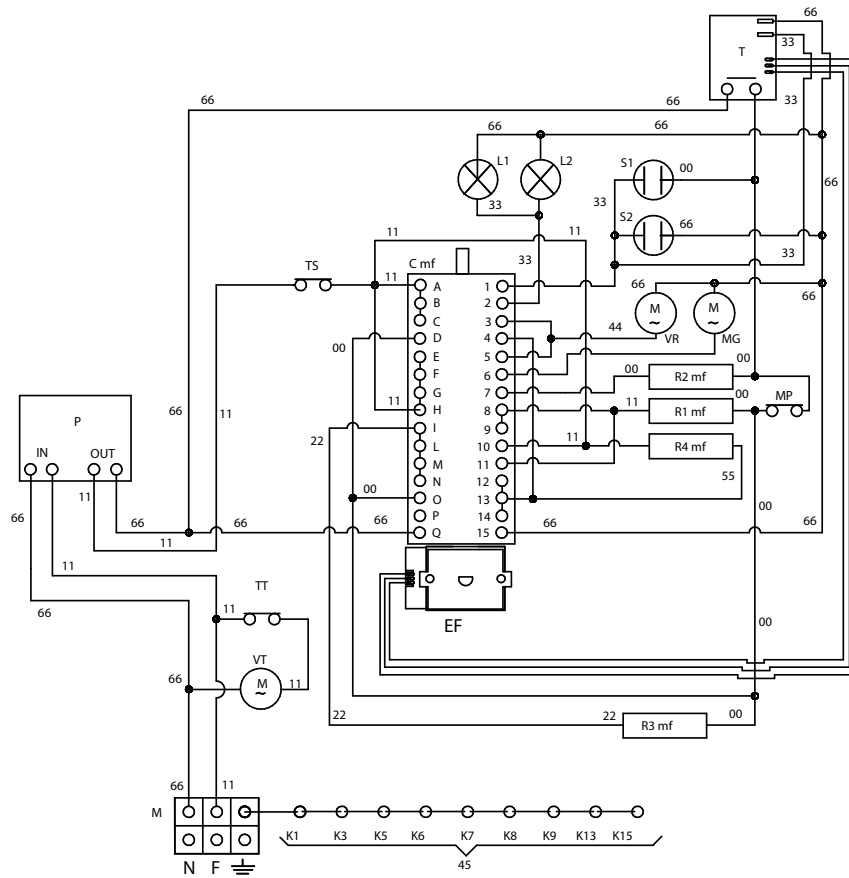 66
T
33
66
66
33
66
66
L1
L2
S1
00
66
33
33
S2
66
11
11
33
33
TS
C mf
11
66
66
M
~
VR
M
~
MG
44
00
A
B
C
D
E
F
G
H
I
L
M
N
O
P
Q
1
2
3
4
5
6
7
8
9
10
11
12
13
14
15
00
R2 mf
00
11
R1 mf
00
MP
11
R4 mf
55
66
11
22
P
IN
OUT
11
66
66
66
11
00
66
66
66
00
11
66
11
TT
EF
00
VT
M
~
11
66
22
22
R3 mf
00
66
11
M
K1
K3
K5
K6
K7
K8
K9
K13
K15
45
N
F